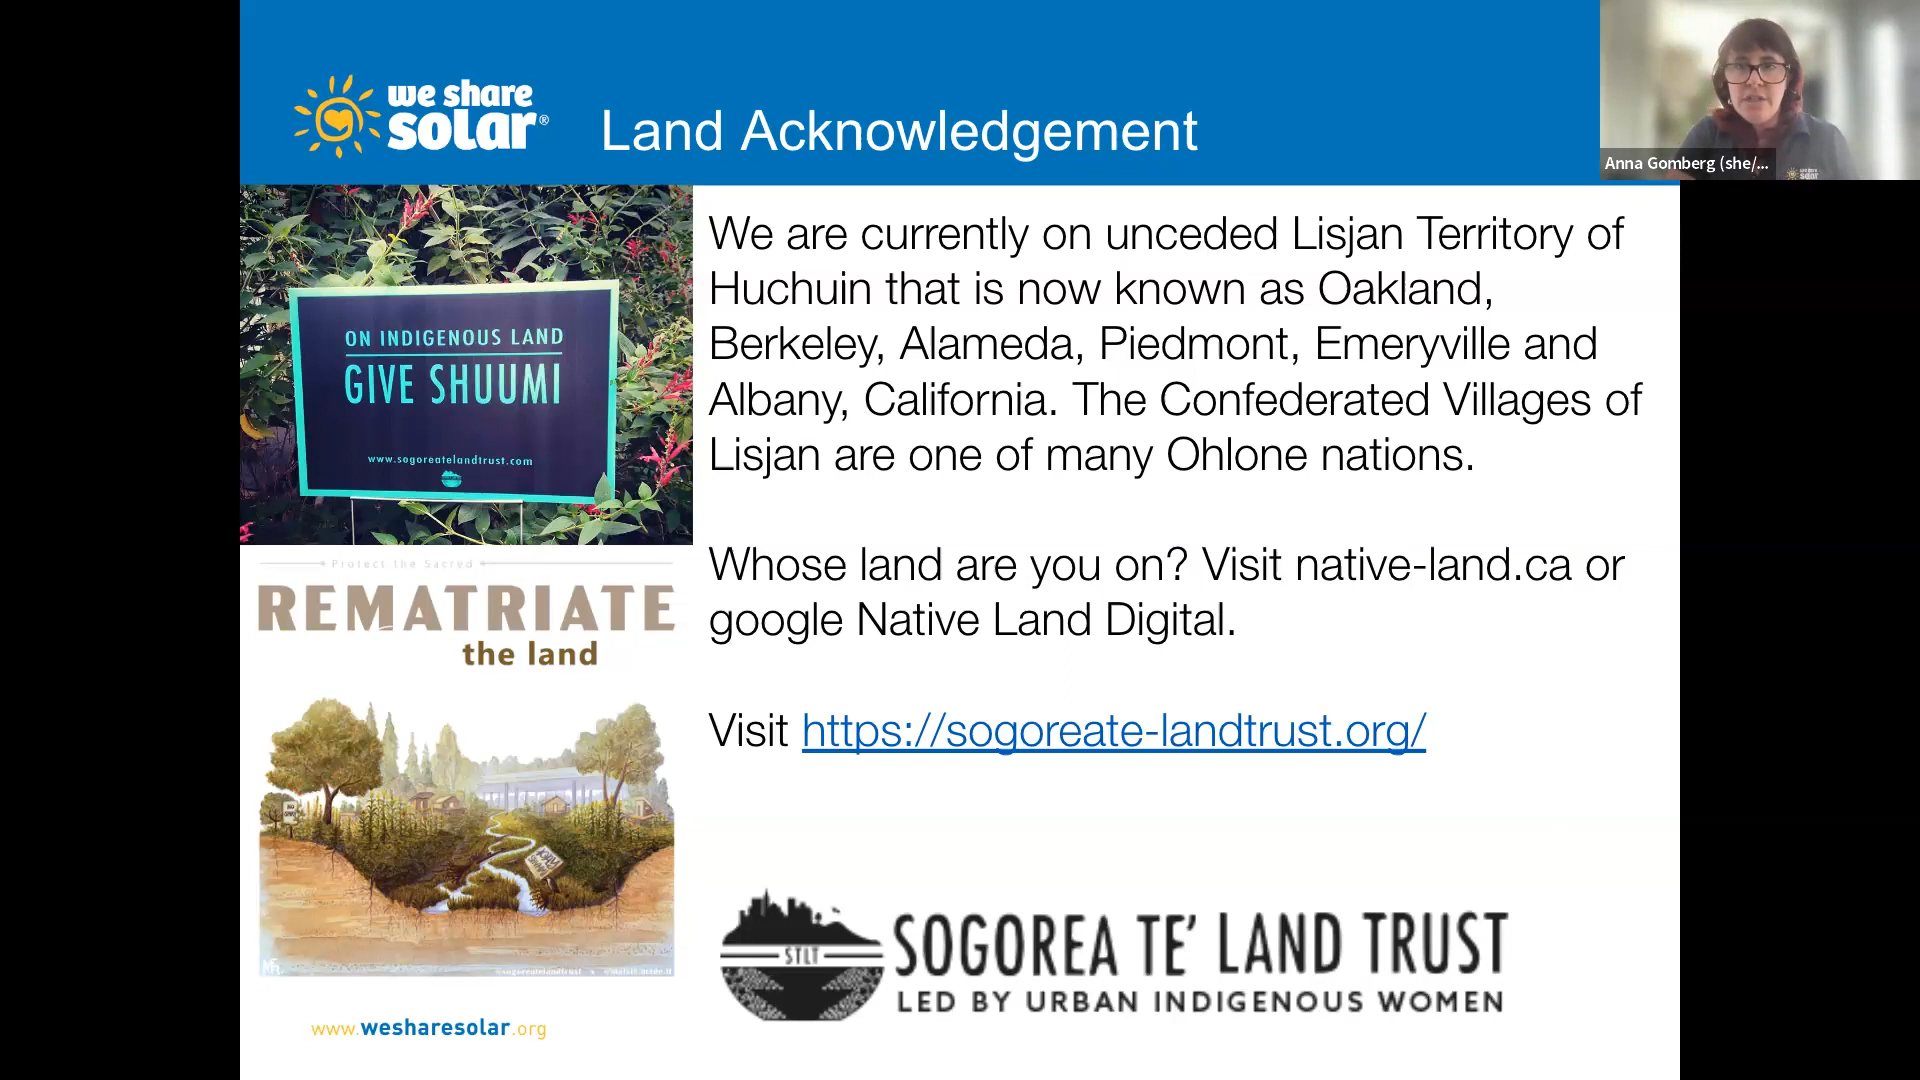 we share
solar®
Land Acknowledgement
Anna Gomberg (she/...
ON INDIGENOUS LAND
GIVE SHUUMI
www.sogoreatelandtrust.com
We are currently on unceded Lisjan Territory of
Huchuin that is now known as Oakland,
Berkeley, Alameda, Piedmont, Emeryville and
Albany, California. The Confederated Villages of
Lisjan are one of many Ohlone nations.
Whose land are you on? Visit native-land.ca or
google Native Land Digital.
Visit https://sogoreate-landtrust.org/
Protect the Sacred
REMATRIATE
the land
STLT
SOGOREA TE’ LAND TRUST
LED BY URBAN INDIGENOUS WOMEN
www.wesharesolar.org